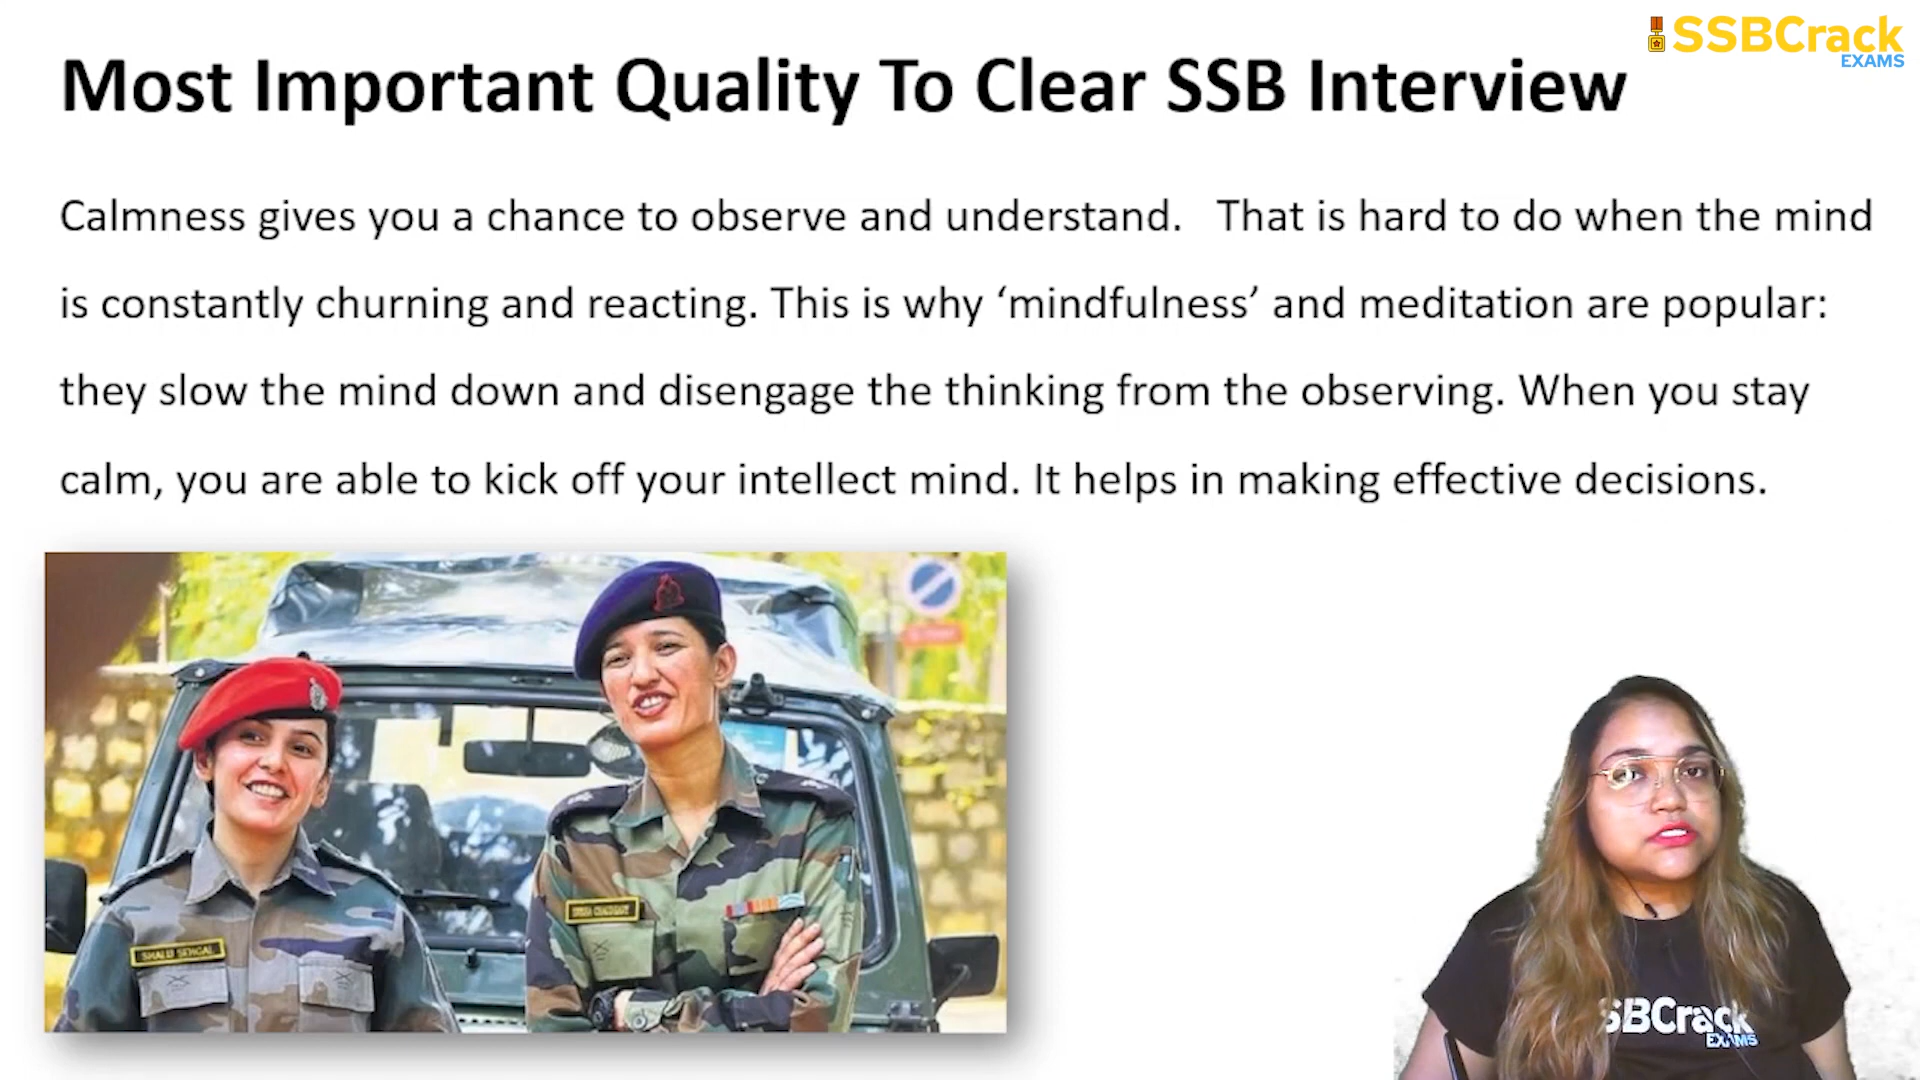 SSBCrack
EXAMS
Most Important Quality To Clear SSB Interview
Calmness gives you a chance to observe and understand.   That is hard to do when the mind
is constantly churning and reacting. This is why ‘mindfulness’ and meditation are popular:
they slow the mind down and disengage the thinking from the observing. When you stay
calm, you are able to kick off your intellect mind. It helps in making effective decisions.
SHALU SEHGAL
SBCrack
EXAMS